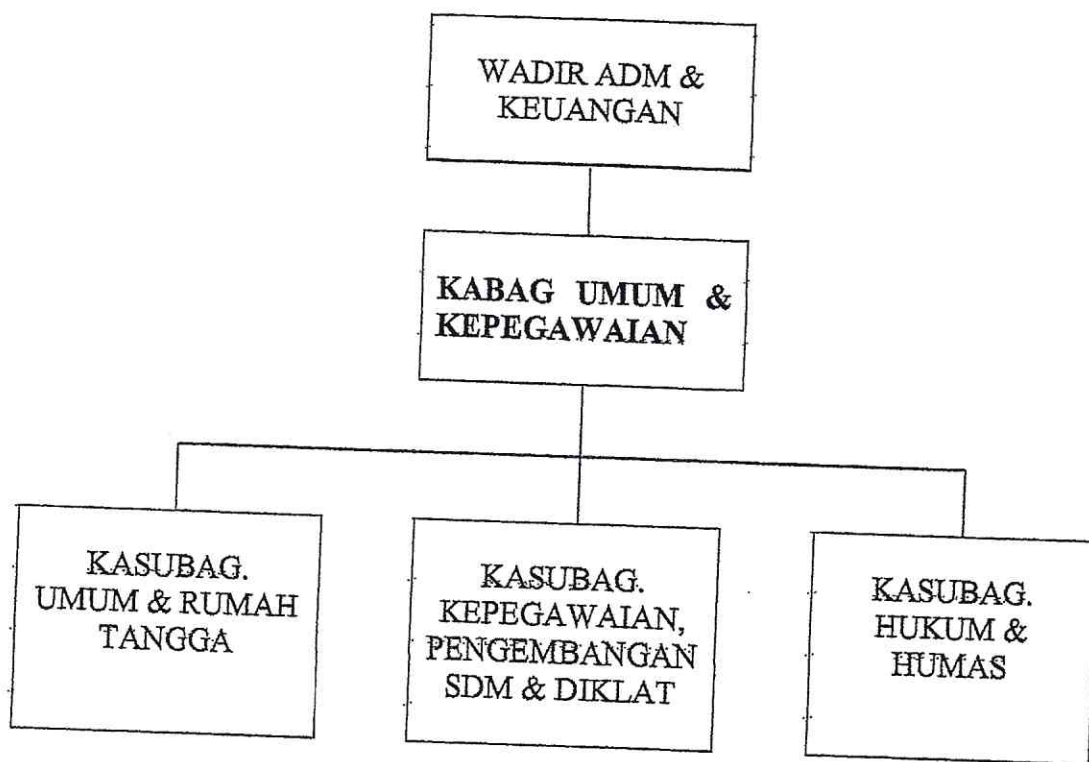 WADIR ADM &
KEUANGAN
KABAG UMUM &
KEPEGAWAIAN
KASUBAG.
UMUM & RUMAH
TANGGA
KASUBAG.
KEPEGAWAIAN,
PENGEMBANGAN
SDM & DIKLAT
KASUBAG.
HUKUM &
HUMAS